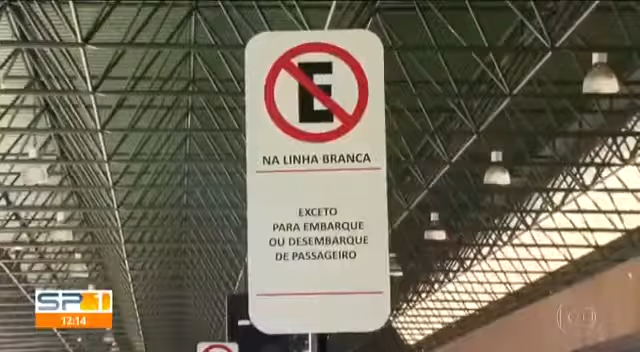 E
NA LINHA BRANCA
EXCETO
PARA EMBARQUE
OU DESEMBARQUE
DE PASSAGEIRO
SP1
12:14